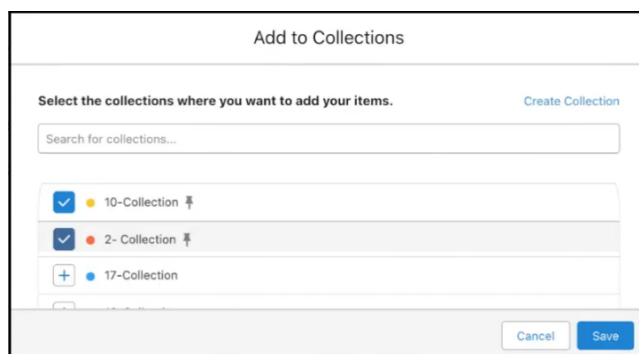 Add to Collections
Select the collections where you want to add your items.
Create Collection
Search for collections...
10-Collection
2- Collection
17-Collection
Cancel
Save